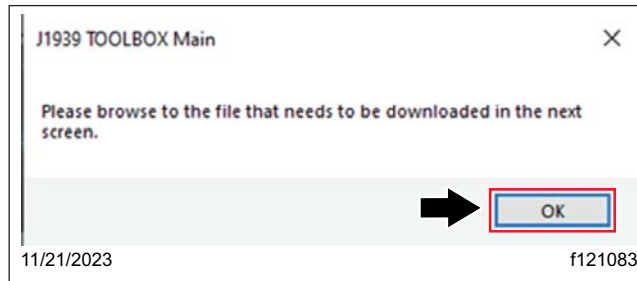 J1939 TOOLBOX Main
Please browse to the file that needs to be downloaded in the next
screen.
OK
11/21/2023
f121083